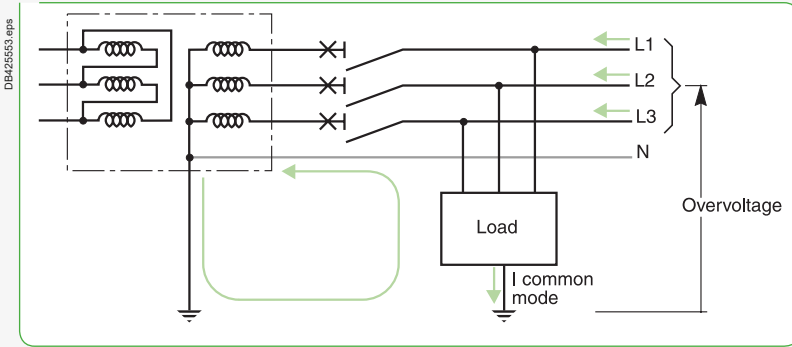 DB425553.eps
L1
L2
L3
N
Overvoltage
Load
I common
mode